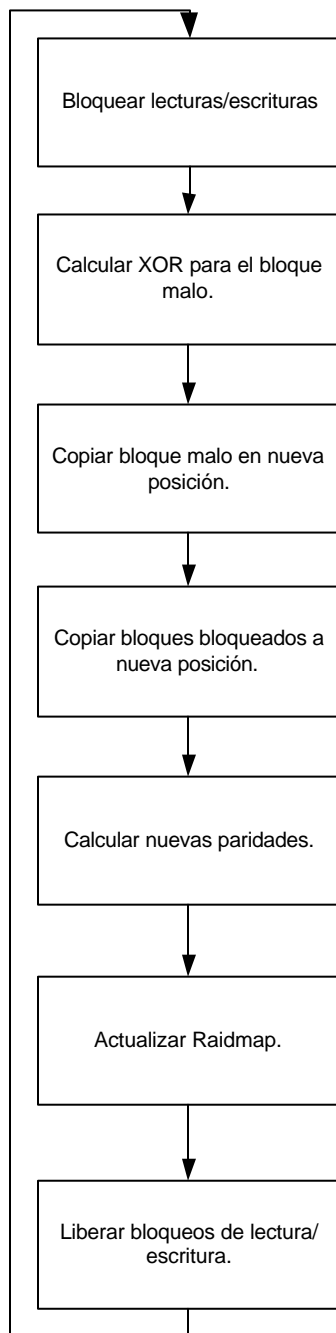 Bloquear lecturas/escrituras
Calcular XOR para el bloque
malo.
Copiar bloque malo en nueva
posición.
Copiar bloques bloqueados a
nueva posición.
Calcular nuevas paridades.
Actualizar Raidmap.
Liberar bloqueos de lectura/
escritura.